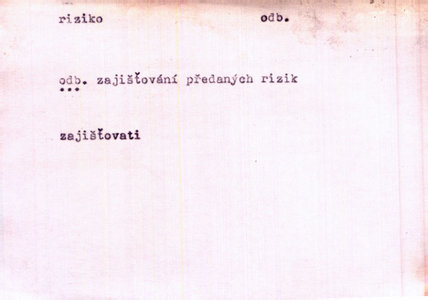 riziko odb.
odb. zajišťování předaných rizik
zajišťovati